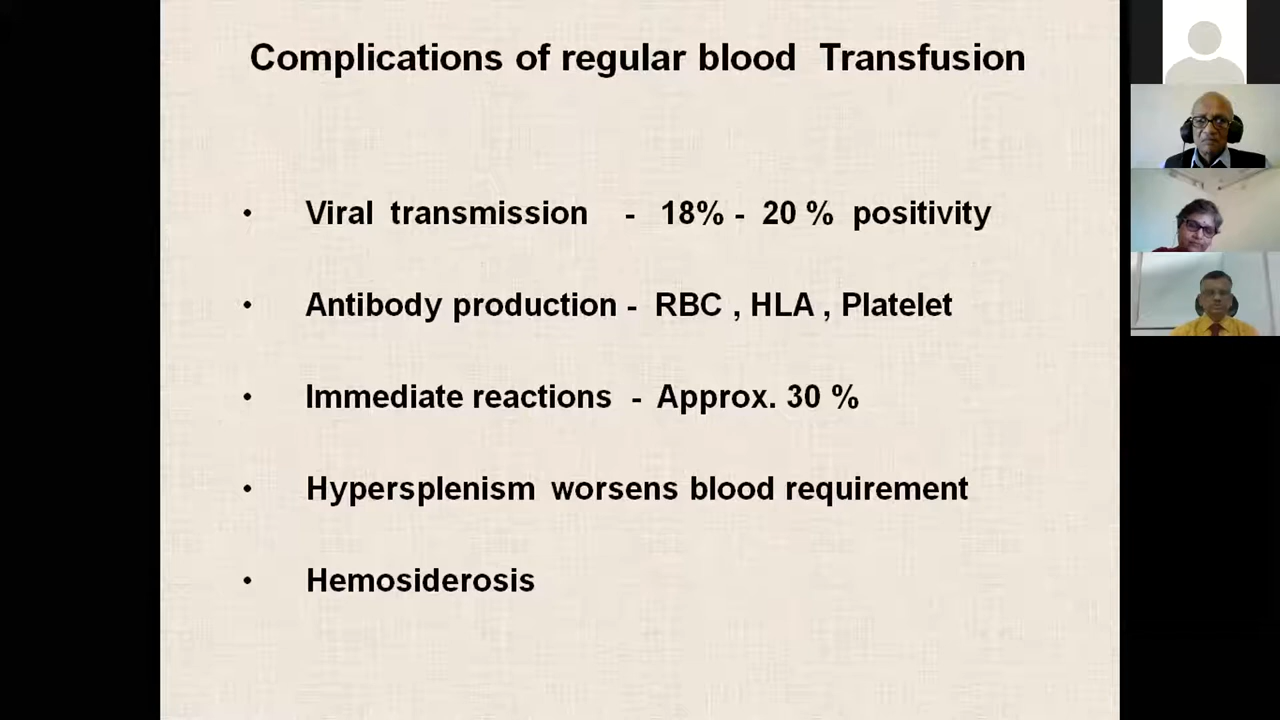 Complications of regular blood Transfusion
• Viral transmission - 18% - 20 % positivity
• Antibody production - RBC , HLA , Platelet
• Immediate reactions - Approx. 30 %
• Hypersplenism worsens blood requirement
• Hemosiderosis